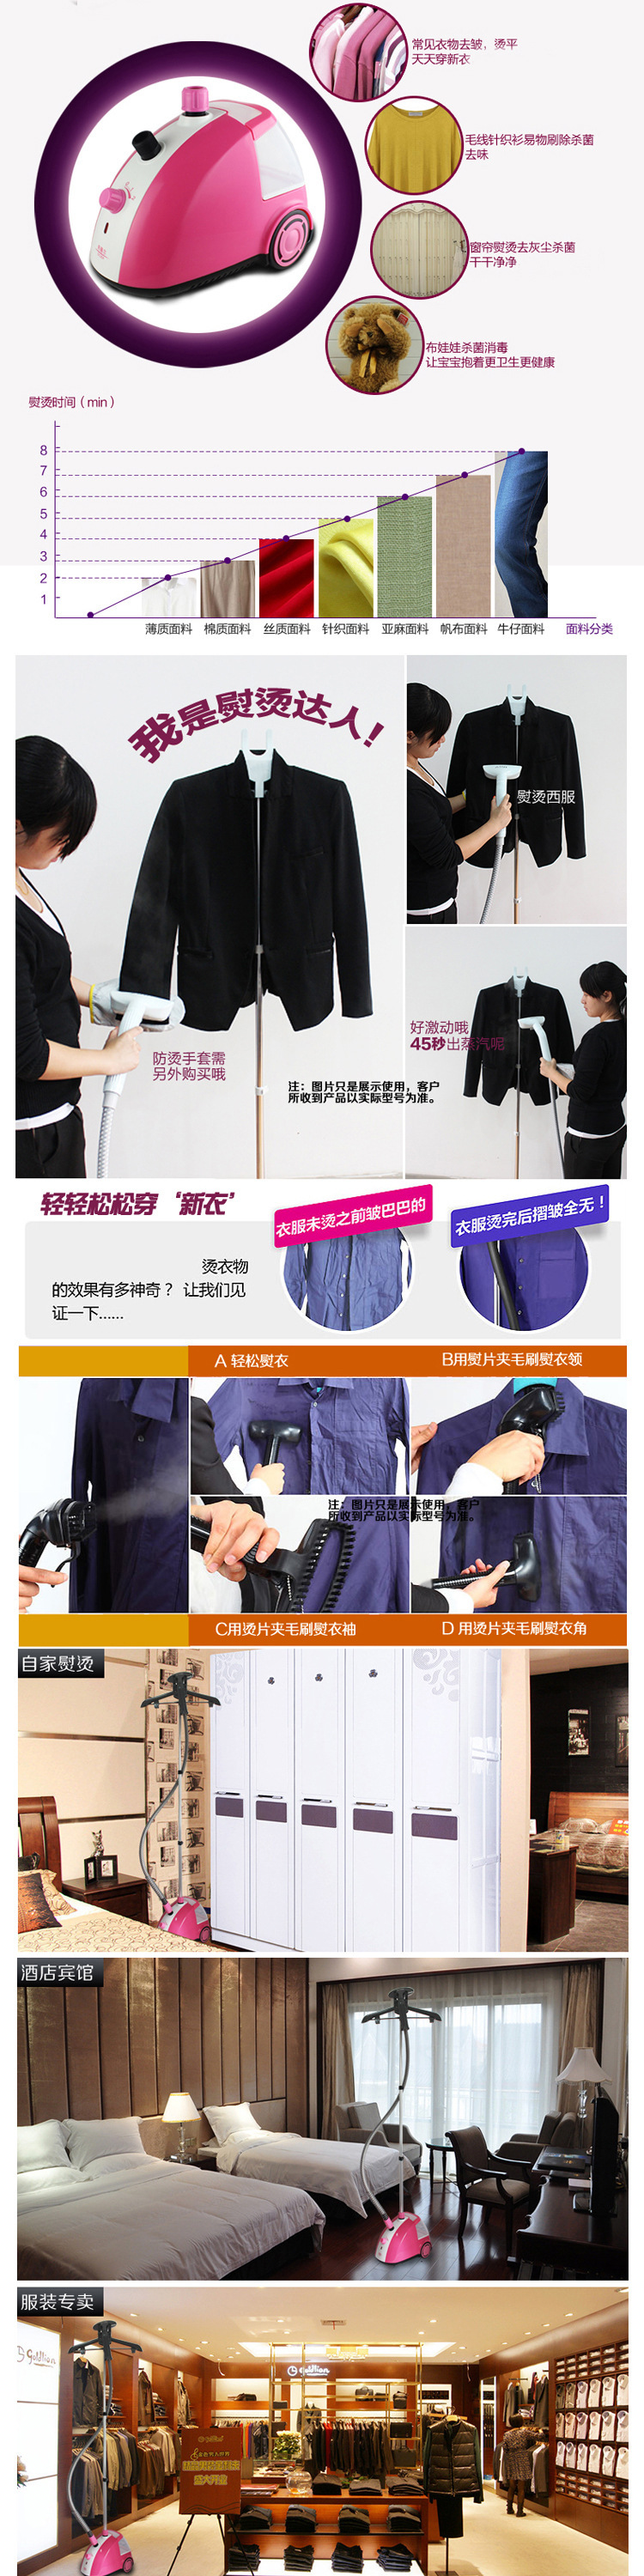 常见衣物去皱，烫平
天天穿新衣
毛线针织衫易物刷除杀菌
去味
窗帘熨烫去灰尘杀菌
干干净净
布娃娃杀菌消毒
让宝宝抱着更卫生更健康
熨烫时间（min）
8
7
6
5
4
3
2
1
薄质面料 棉质面料 丝质面料 针织面料 亚麻面料 帆布面料 牛仔面料 面料分类
我是熨烫达人!
熨烫西服
好激动哦
45秒出蒸汽呢
防烫手套需
另外购买哦
注：图片只是展示使用，客户
所收到产品以实际型号为准。
轻轻松松穿‘新衣’
衣服未烫之前皱巴巴的
衣服烫完后摺皱全无！
烫衣物
的效果有多神奇？ 让我们见
证一下......
A 轻松熨衣
B用熨片夹毛刷熨衣领
注：图片只是展示使用，客户
所收到产品以实际型号为准。
C用烫片夹毛刷熨衣袖
D 用烫片夹毛刷熨衣角
自家熨烫
酒店宾馆
服装专卖
goldlion
goldlion